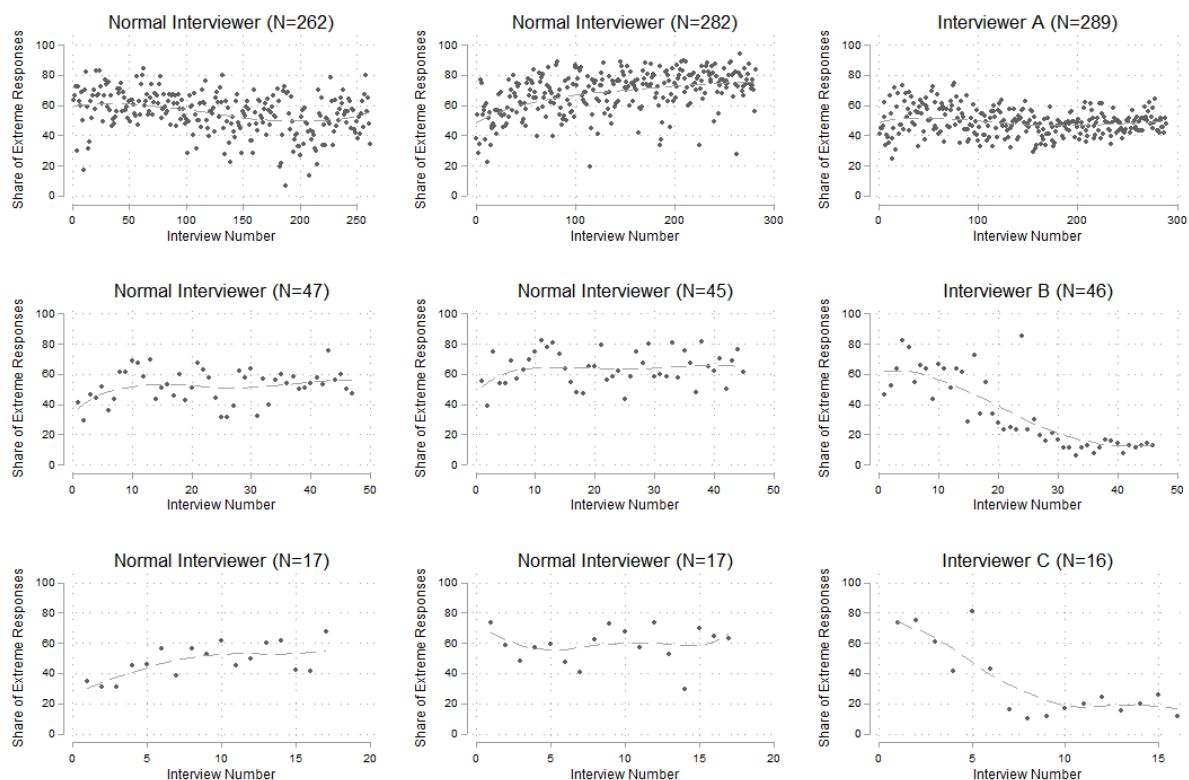 Normal Interviewer (N=262)
Normal Interviewer (N=282)
Interviewer A (N=289)
Share of Extreme Responses
100
80
60
40
20
0
0 50 100 150 200 250
Interview Number
Share of Extreme Responses
100
80
60
40
20
0
0 100 200 300
Interview Number
Share of Extreme Responses
100
80
60
40
20
0
0 100 200 300
Interview Number
Normal Interviewer (N=47)
Normal Interviewer (N=45)
Interviewer B (N=46)
Share of Extreme Responses
100
80
60
40
20
0
0 10 20 30 40 50
Interview Number
Share of Extreme Responses
100
80
60
40
20
0
0 10 20 30 40 50
Interview Number
Share of Extreme Responses
100
80
60
40
20
0
0 10 20 30 40 50
Interview Number
Normal Interviewer (N=17)
Normal Interviewer (N=17)
Interviewer C (N=16)
Share of Extreme Responses
100
80
60
40
20
0
0 5 10 15 20
Interview Number
Share of Extreme Responses
100
80
60
40
20
0
0 5 10 15 20
Interview Number
Share of Extreme Responses
100
80
60
40
20
0
0 5 10 15
Interview Number